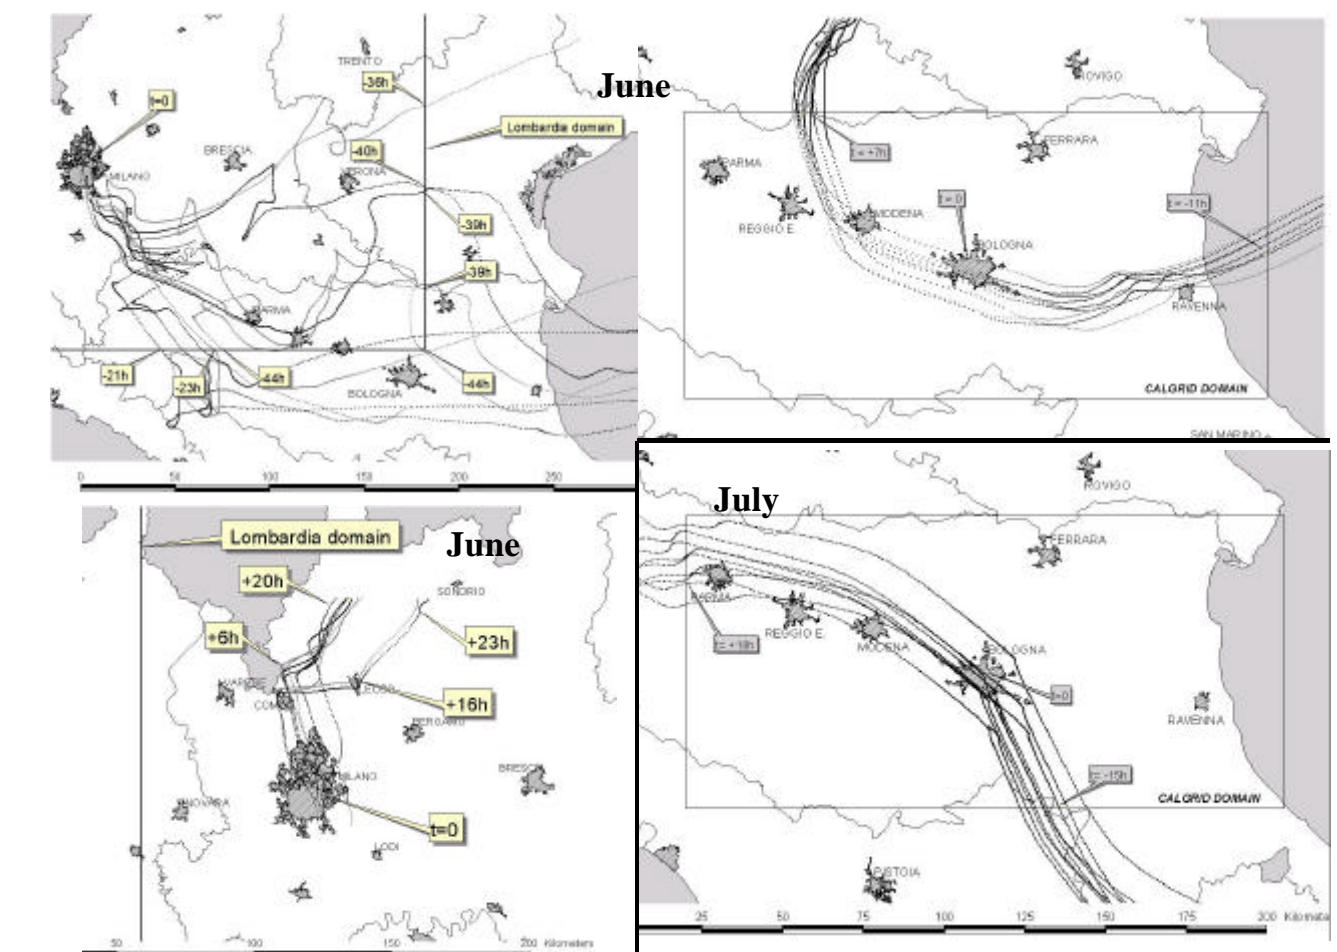 TRENTO
-36h
June
t=0
Lombardia domain
BRESCIA
-40h
VERONA
MILANO
-39h
-39h
PARMA
-21h
-23h
-44h
-44h
BOLOGNA
0 50 100 150 200 250
ROVIGO
t = +7h
FERRARA
PARMA
t = 0
t = -11h
REGGIO E.
MODENA
BOLOGNA
RAVENNA
CALGRID DOMAIN
SAN MARINO
Lombardia domain
June
+20h
SONDRIO
+6h
+23h
VARESE
LECCO
COMO
+16h
BERGAMO
MILANO
BRESCIA
NOVARA
t=0
LODI
50 100 150 200 Kilometers
July
ROVIGO
FERRARA
PARMA
REGGIO E.
MODENA
BOLOGNA
t=0
RAVENNA
t= -15h
CALGRID DOMAIN
PISTOIA
25 50 75 100 125 150 175 200 Kilomete